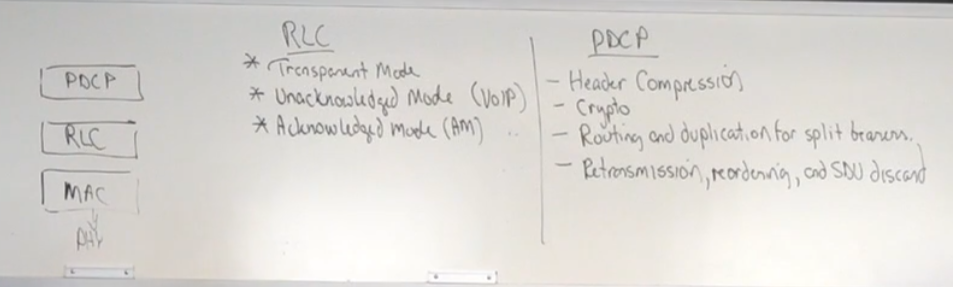 PDCP
RLC
MAC
PHY
RLC
* Transparent Mode
* Unacknowledged Mode (VoIP)
* Acknowledged Mode (AM)
PDCP
- Header Compression
- Crypto
- Routing and duplication for split bearers.
- Retransmission, reordering, and SDU discard